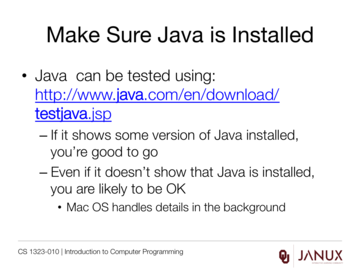 Make Sure Java is Installed
• Java can be tested using:
http://www.java.com/en/download/
testjava.jsp
– If it shows some version of Java installed,
you're good to go
– Even if it doesn't show that Java is installed,
you are likely to be OK
• Mac OS handles details in the background
CS 1323-010 | Introduction to Computer Programming
JANUX